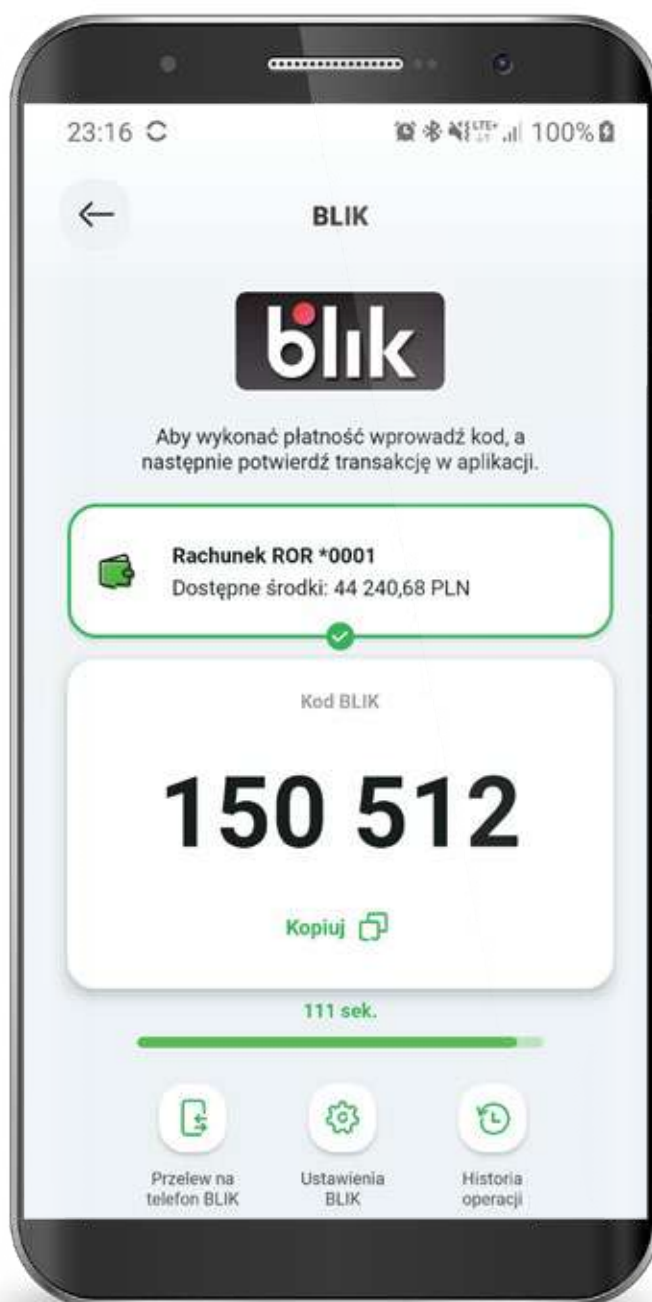 23:16 LTE+ 100%
BLIK
blik
Aby wykonać płatność wprowadź kod, a
następnie potwierdź transakcję w aplikacji.
Rachunek ROR *0001
Dostępne środki: 44 240,68 PLN
Kod BLIK
150 512
Kopiuj
111 sek.
Przelew na
telefon BLIK
Ustawienia
BLIK
Historia
operacji